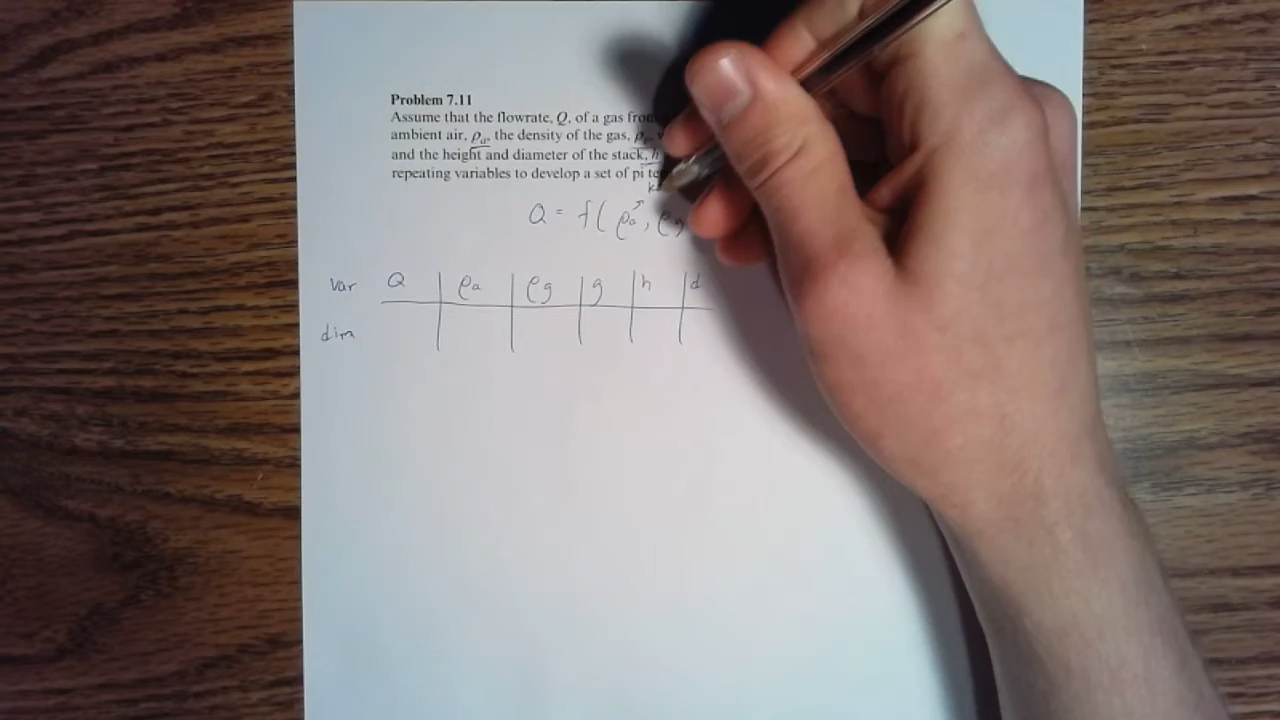 Problem 7.11
Assume that the flowrate, Q, of a gas from
ambient air, ρa, the density of the gas, ρg,
and the height and diameter of the stack, h
repeating variables to develop a set of pi
Q = f( ρa, ρg
var Q ρa ρg g h d
dim